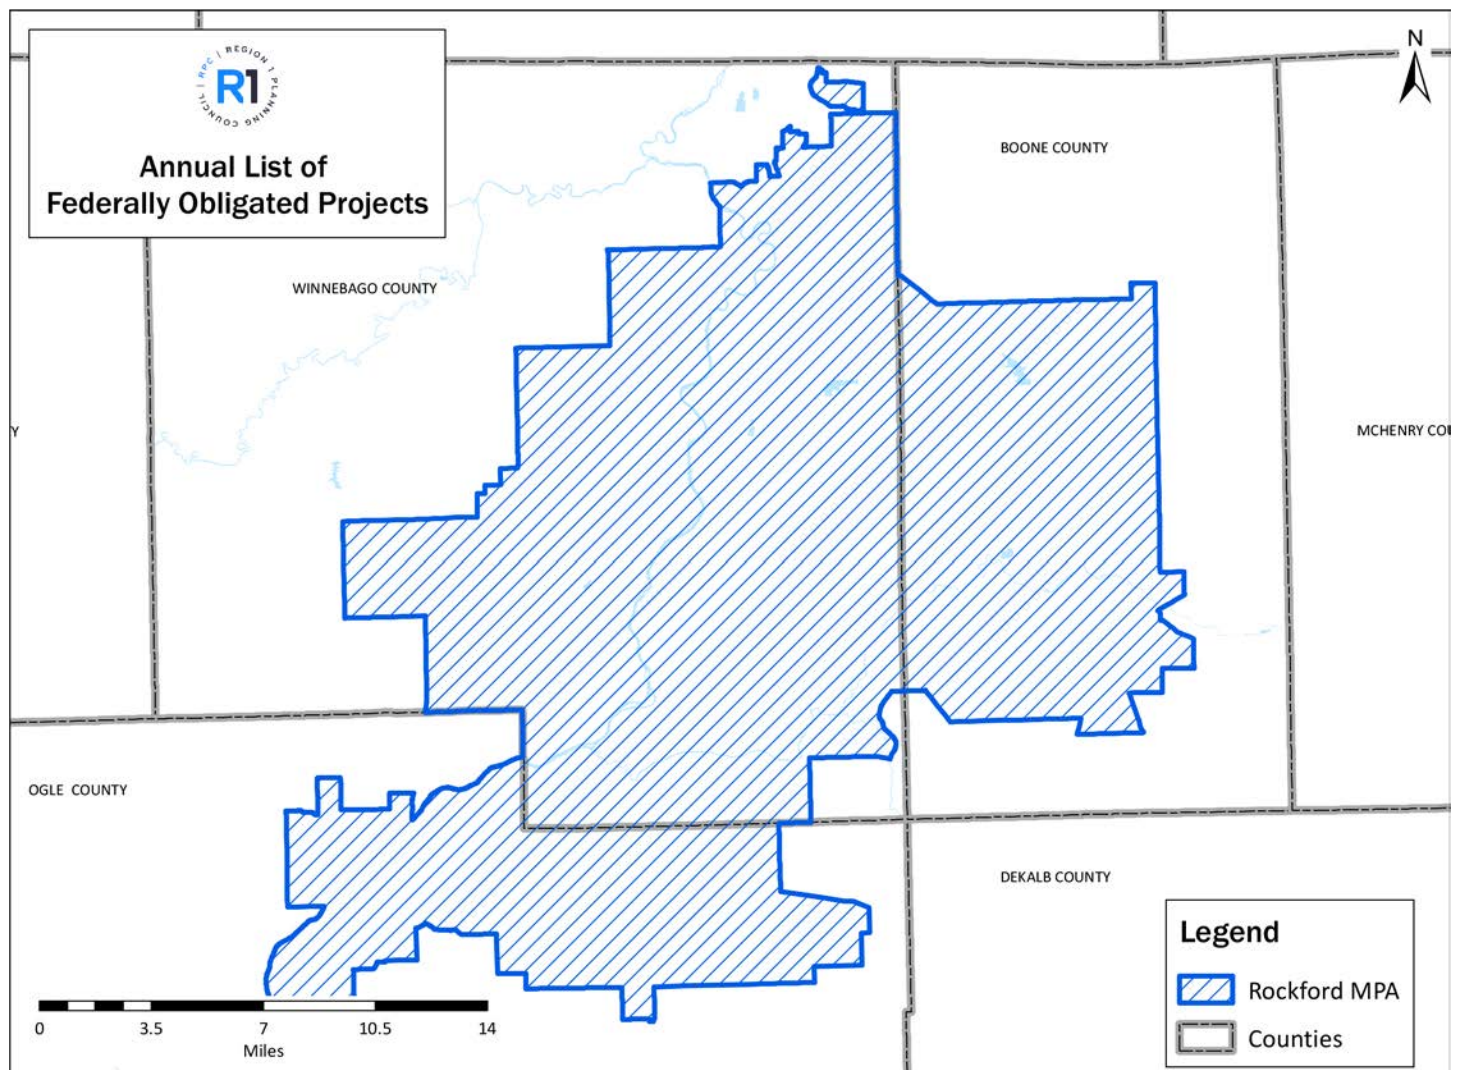 RPC | REGION 1 PLANNING COUNCIL |
R1
Annual List of
Federally Obligated Projects
N
BOONE COUNTY
WINNEBAGO COUNTY
Y
MCHENRY COU
OGLE COUNTY
DEKALB COUNTY
Legend
Rockford MPA
Counties
0 3.5 7 10.5 14
Miles